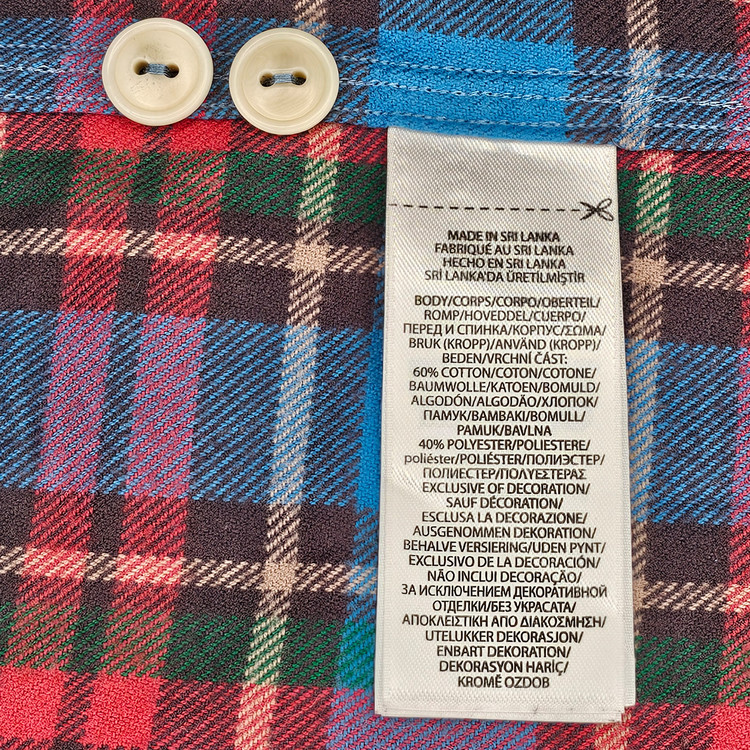 MADE IN SRI LANKA
FABRIQUÉ AU SRI LANKA
HECHO EN SRI LANKA
SRİ LANKA'DA ÜRETİLMİŞTİR
BODY/CORPS/CORPO/OBERTEIL/
ROMP/HOVEDDEL/CUERPO/
ПЕРЕД И СПИНКА/КОРПУС/ΣΩΜΑ/
BRUK (KROPP)/ANVÄND (KROPP)/
BEDEN/VRCHNÍ ČÁST:
60% COTTON/COTON/COTONE/
BAUMWOLLE/KATOEN/BOMULD/
ALGODÓN/ALGODÃO/ХЛОПОК/
ПАМУК/ΒΑΜΒΑΚΙ/BOMULL/
PAMUK/BAVLNA
40% POLYESTER/POLIESTERE/
poliéster/POLIÉSTER/ПОЛИЭСТЕР/
ПОЛИЕСТЕР/ΠΟΛΥΕΣΤΕΡΑΣ
EXCLUSIVE OF DECORATION/
SAUF DÉCORATION/
ESCLUSA LA DECORAZIONE/
AUSGENOMMEN DEKORATION/
BEHALVE VERSIERING/UDEN PYNT/
EXCLUSIVO DE LA DECORACIÓN/
NÃO INCLUI DECORAÇÃO/
ЗА ИСКЛЮЧЕНИЕМ ДЕКОРАТИВНОЙ
ОТДЕЛКИ/БЕЗ УКРАСАТА/
ΑΠΟΚΛΕΙΣΤΙΚΗ ΑΠΟ ΔΙΑΚΟΣΜΗΣΗ/
UTELUKKER DEKORASJON/
ENBART DEKORATION/
DEKORASYON HARİÇ/
KROMĚ OZDOB